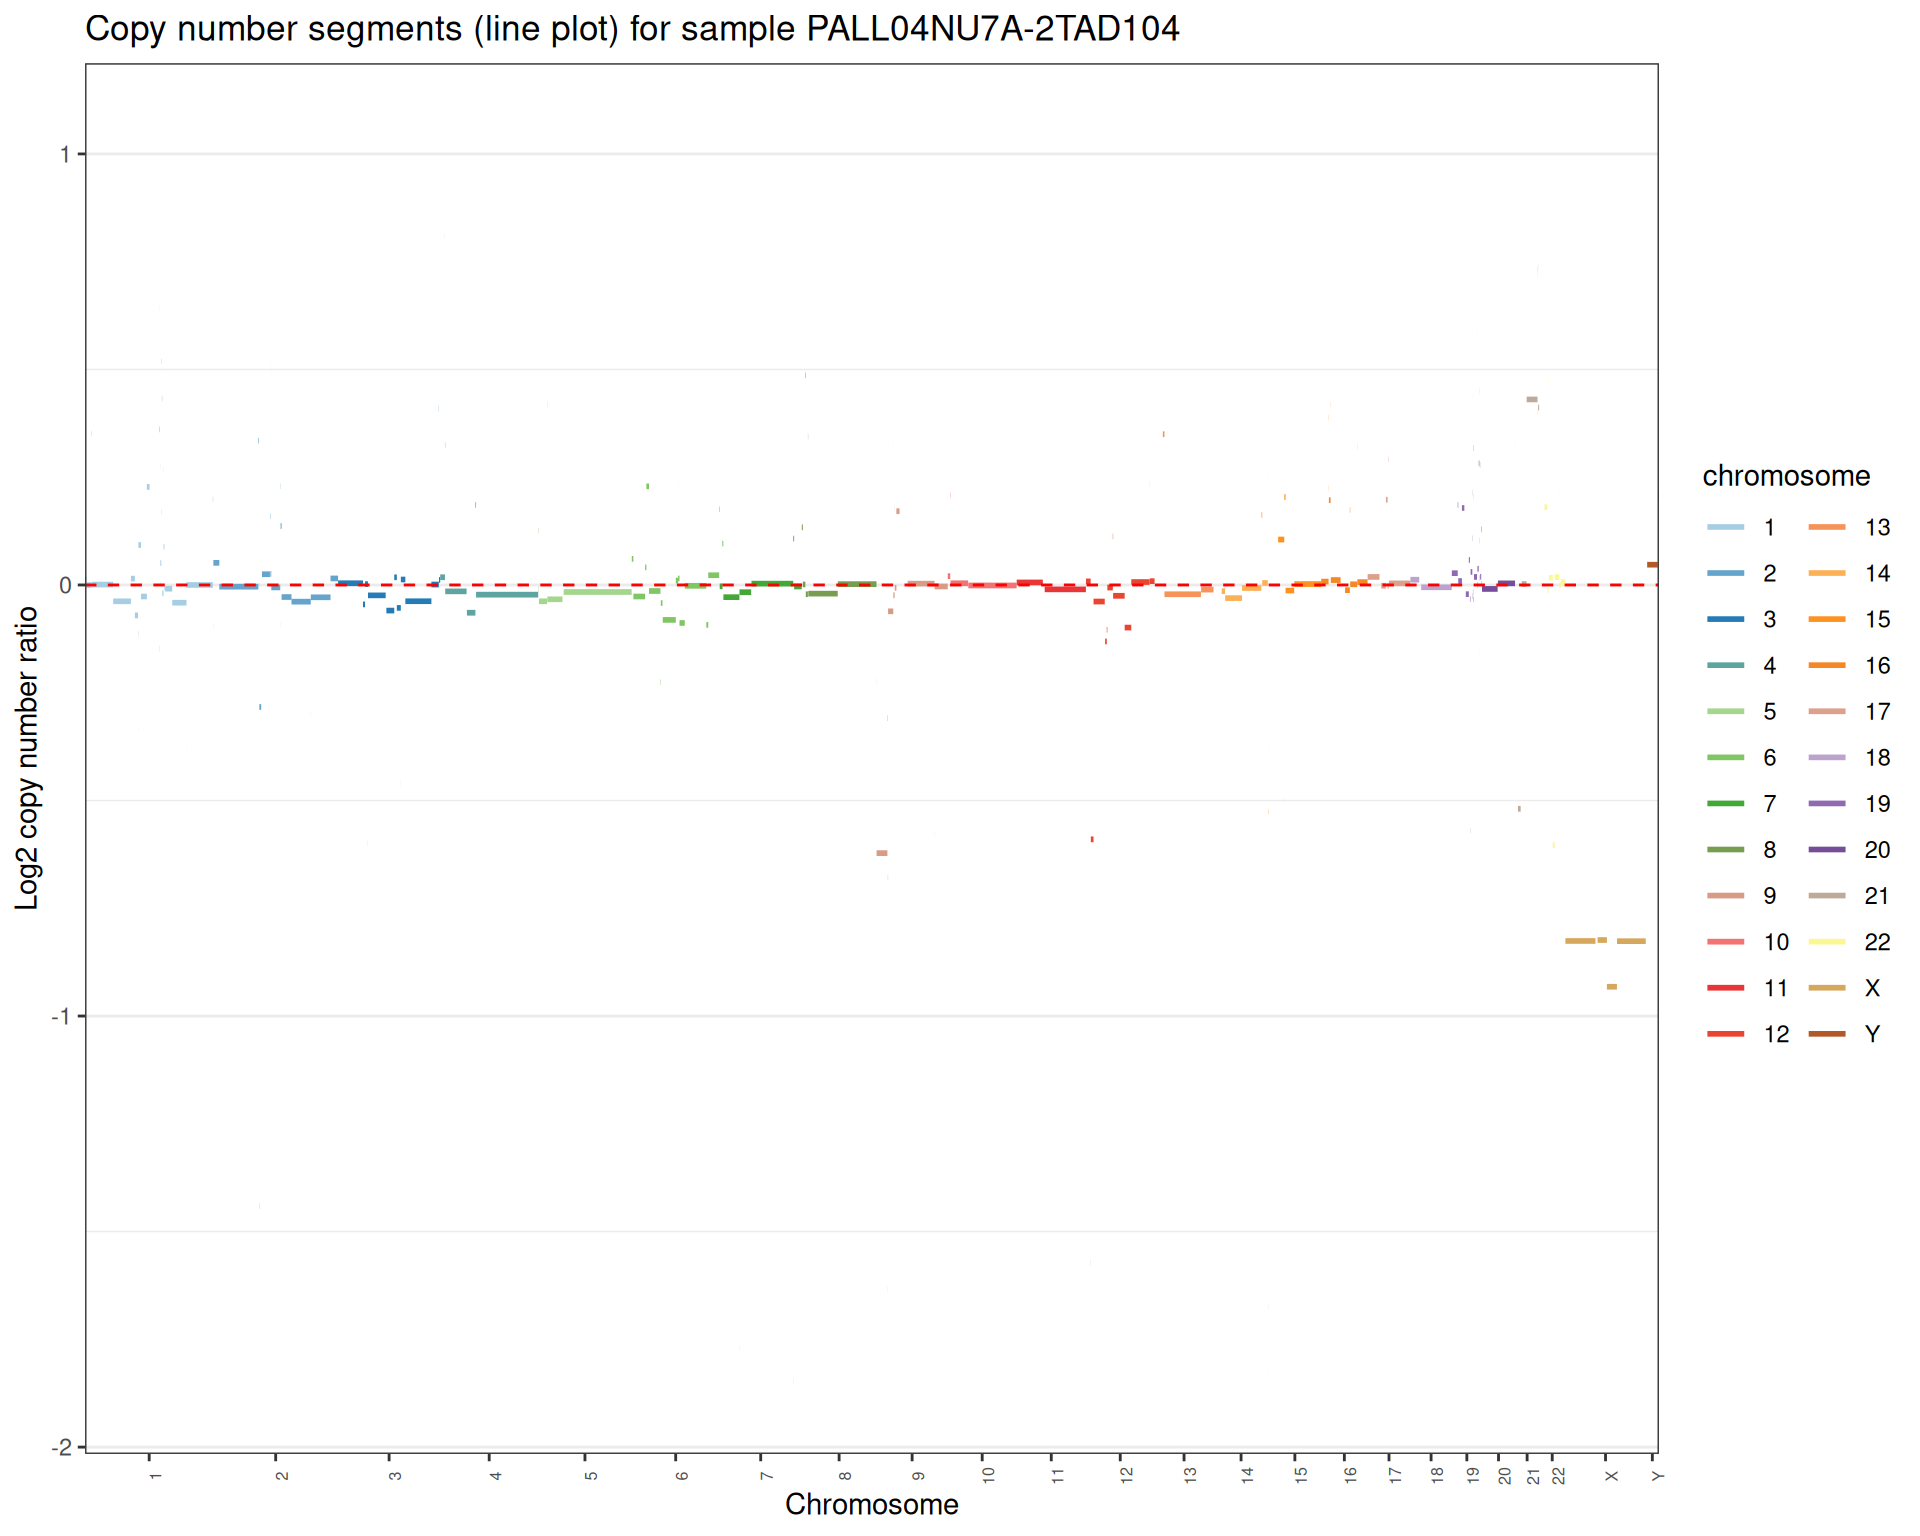 Copy number segments (line plot) for sample PALL04NU7A-2TAD104
Log2 copy number ratio
1
0
-1
-2
1 2 3 4 5 6 7 8 9 10 11 12 13 14 15 16 17 18 19 20 21 22 X Y
Chromosome
chromosome
1 13
2 14
3 15
4 16
5 17
6 18
7 19
8 20
9 21
10 22
11 X
12 Y